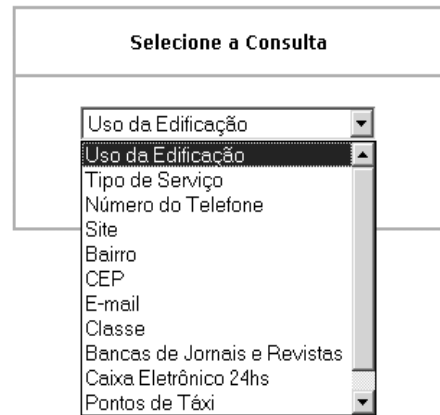 Selecione a Consulta
Uso da Edificação
Uso da Edificação
Tipo de Serviço
Número do Telefone
Site
Bairro
CEP
E-mail
Classe
Bancas de Jornais e Revistas
Caixa Eletrônico 24hs
Pontos de Táxi